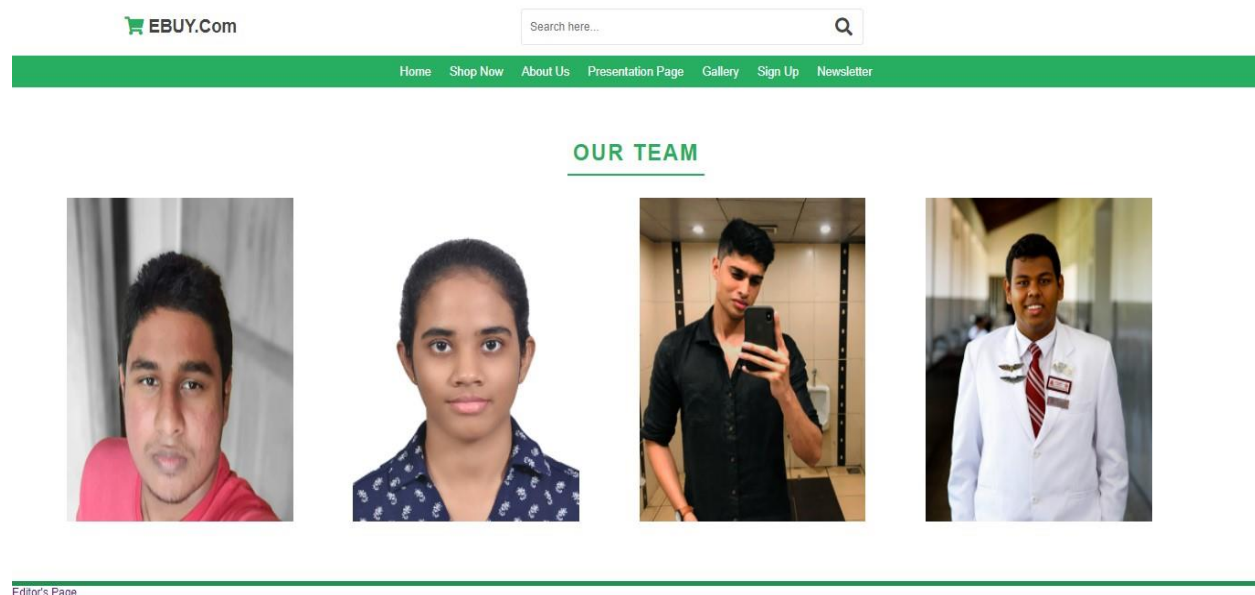 EBUY.Com
Search here...
Home Shop Now About Us Presentation Page Gallery Sign Up Newsletter
OUR TEAM
Editor's Page